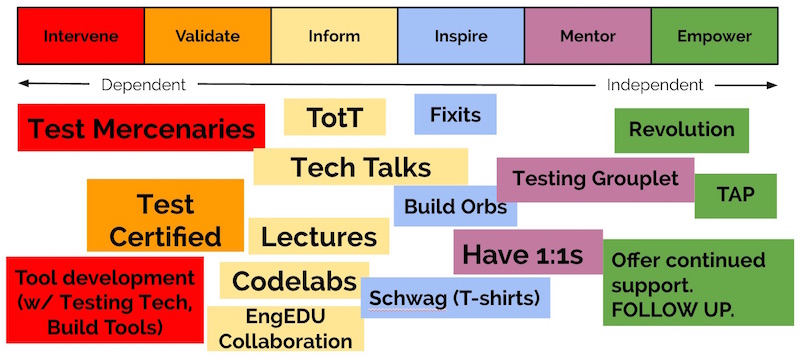 Intervene
Validate
Inform
Inspire
Mentor
Empower
Dependent
Independent
Test Mercenaries
TotT
Fixits
Revolution
Tech Talks
Testing Grouplet
TAP
Test
Certified
Build Orbs
Lectures
Have 1:1s
Tool development
(w/ Testing Tech,
Build Tools)
Codelabs
Schwag (T-shirts)
Offer continued
support.
FOLLOW UP.
EngEDU
Collaboration